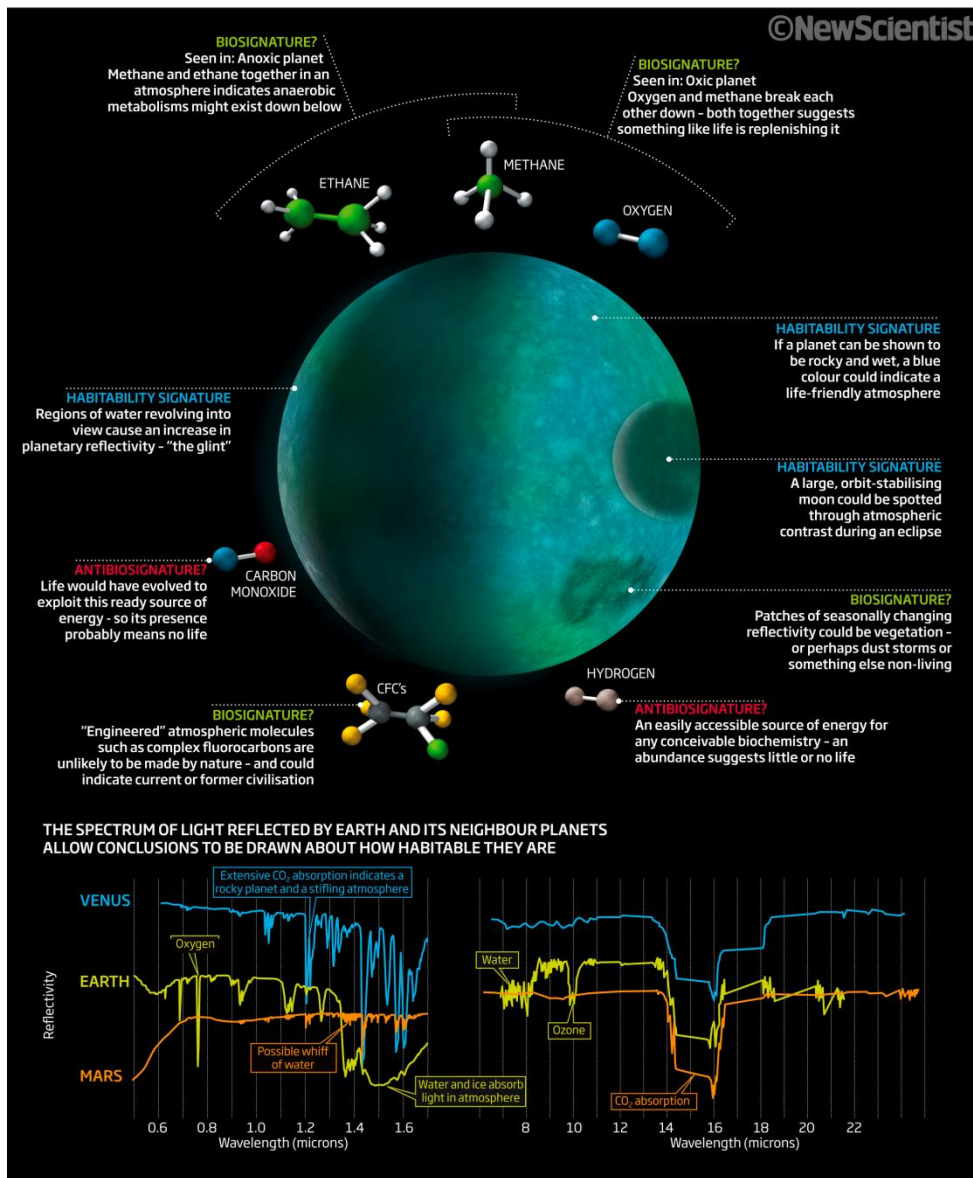 ©NewScientist
BIOSIGNATURE?
Seen in: Anoxic planet
Methane and ethane together in an
atmosphere indicates anaerobic
metabolisms might exist down below
BIOSIGNATURE?
Seen in: Oxic planet
Oxygen and methane break each
other down – both together suggests
something like life is replenishing it
ETHANE
METHANE
OXYGEN
HABITABILITY SIGNATURE
If a planet can be shown to
be rocky and wet, a blue
colour could indicate a
life-friendly atmosphere
HABITABILITY SIGNATURE
Regions of water revolving into
view cause an increase in
planetary reflectivity – "the glint"
HABITABILITY SIGNATURE
A large, orbit-stabilising
moon could be spotted
through atmospheric
contrast during an eclipse
ANTIBIOSIGNATURE?
Life would have evolved to
exploit this ready source of
energy - so its presence
probably means no life
CARBON
MONOXIDE
BIOSIGNATURE?
Patches of seasonally changing
reflectivity could be vegetation –
or perhaps dust storms or
something else non-living
CFC's
BIOSIGNATURE?
"Engineered" atmospheric molecules
such as complex fluorocarbons are
unlikely to be made by nature – and could
indicate current or former civilisation
HYDROGEN
ANTIBIOSIGNATURE?
An easily accessible source of energy for
any conceivable biochemistry – an
abundance suggests little or no life
THE SPECTRUM OF LIGHT REFLECTED BY EARTH AND ITS NEIGHBOUR PLANETS
ALLOW CONCLUSIONS TO BE DRAWN ABOUT HOW HABITABLE THEY ARE
Extensive CO₂ absorption indicates a
rocky planet and a stifling atmosphere
VENUS
Oxygen
EARTH
Reflectivity
MARS
Possible whiff
of water
Water and ice absorb
light in atmosphere
0.6 0.8 1.0 1.2 1.4 1.6
Wavelength (microns)
Water
Ozone
CO₂ absorption
8 10 12 14 16 18 20 22
Wavelength (microns)